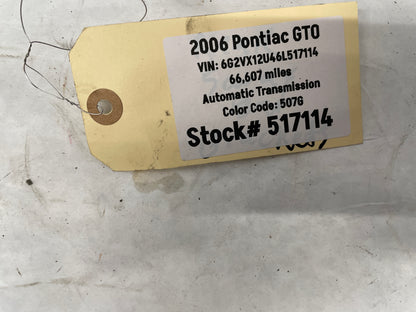 2006 Pontiac GTO
VIN: 6G2VX12U46L517114
66,607 miles
Automatic Transmission
Color Code: 507G
Stock# 517114